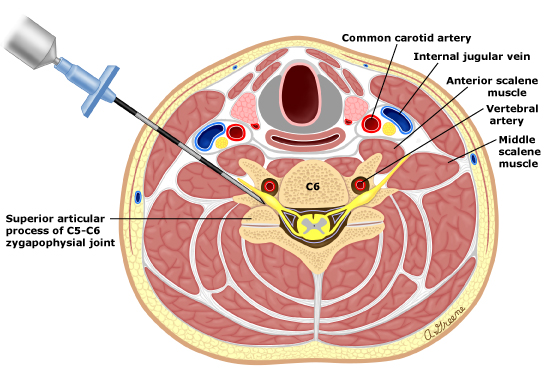 Common carotid artery
Internal jugular vein
Anterior scalene
muscle
Vertebral
artery
Middle
scalene
muscle
C6
Superior articular
process of C5-C6
zygapophysial joint
A. Greene